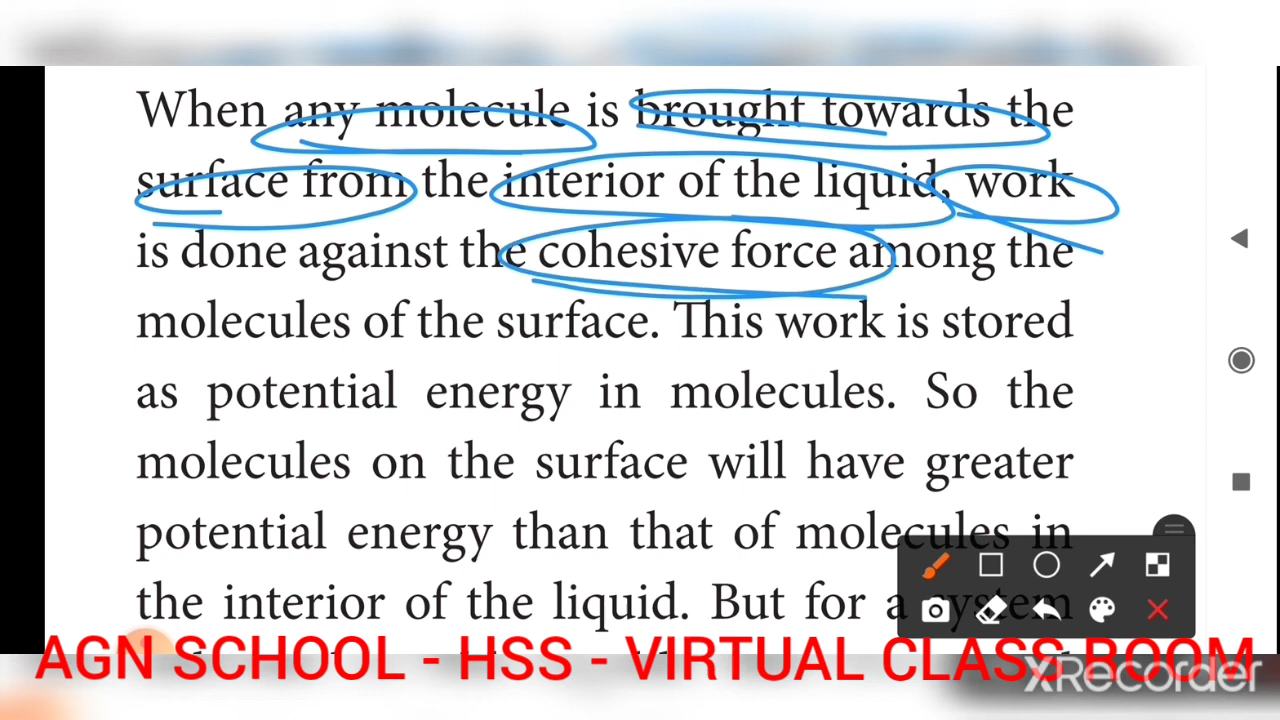 When any molecule is brought towards the
surface from the interior of the liquid, work
is done against the cohesive force among the
molecules of the surface. This work is stored
as potential energy in molecules. So the
molecules on the surface will have greater
potential energy than that of molecules in
the interior of the liquid. But for a system
AGN SCHOOL - HSS - VIRTUAL CLASS ROOM
XRecorder